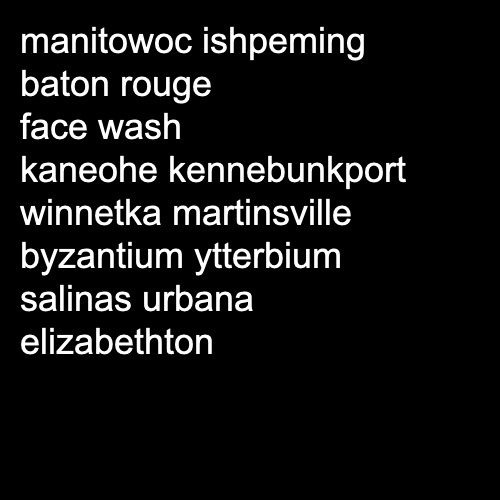 manitowoc ishpeming
baton rouge
face wash
kaneohe kennebunkport
winnetka martinsville
byzantium ytterbium
salinas urbana
elizabethton